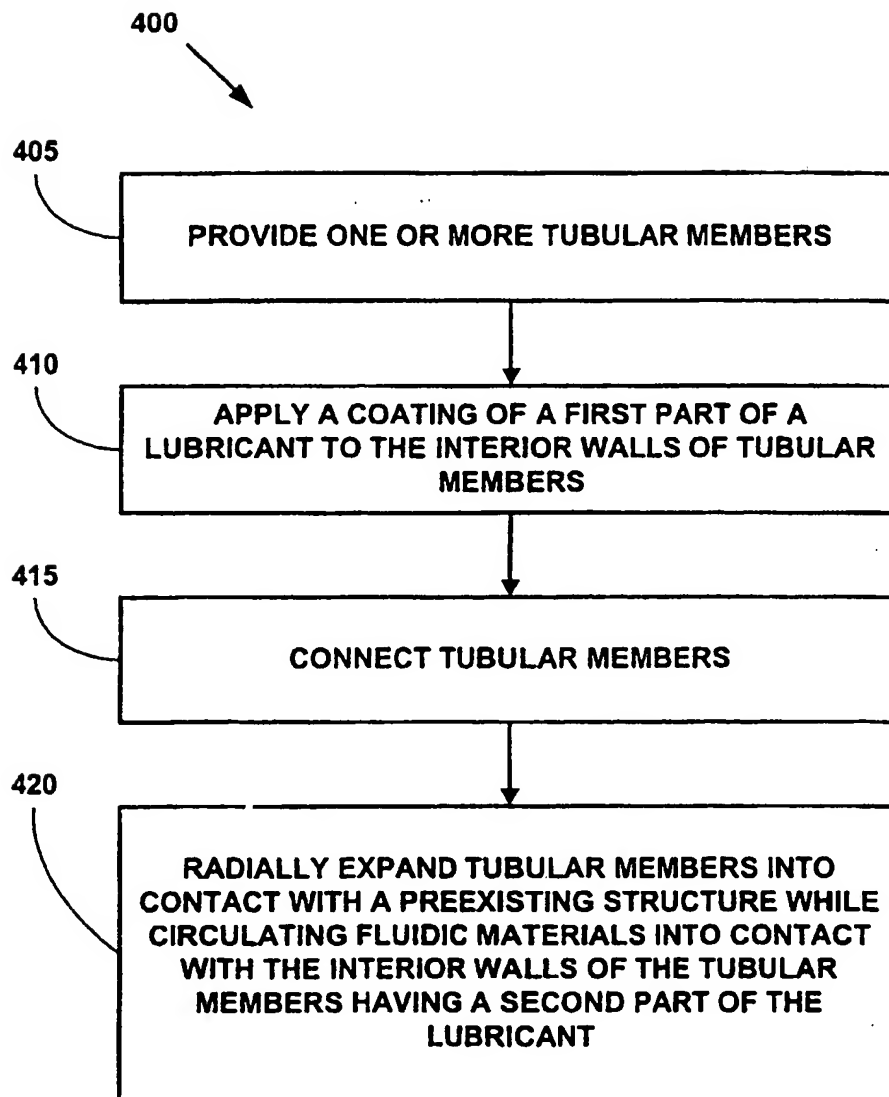 400
405
PROVIDE ONE OR MORE TUBULAR MEMBERS
410
APPLY A COATING OF A FIRST PART OF A
LUBRICANT TO THE INTERIOR WALLS OF TUBULAR
MEMBERS
415
CONNECT TUBULAR MEMBERS
420
RADIALLY EXPAND TUBULAR MEMBERS INTO
CONTACT WITH A PREEXISTING STRUCTURE WHILE
CIRCULATING FLUIDIC MATERIALS INTO CONTACT
WITH THE INTERIOR WALLS OF THE TUBULAR
MEMBERS HAVING A SECOND PART OF THE
LUBRICANT